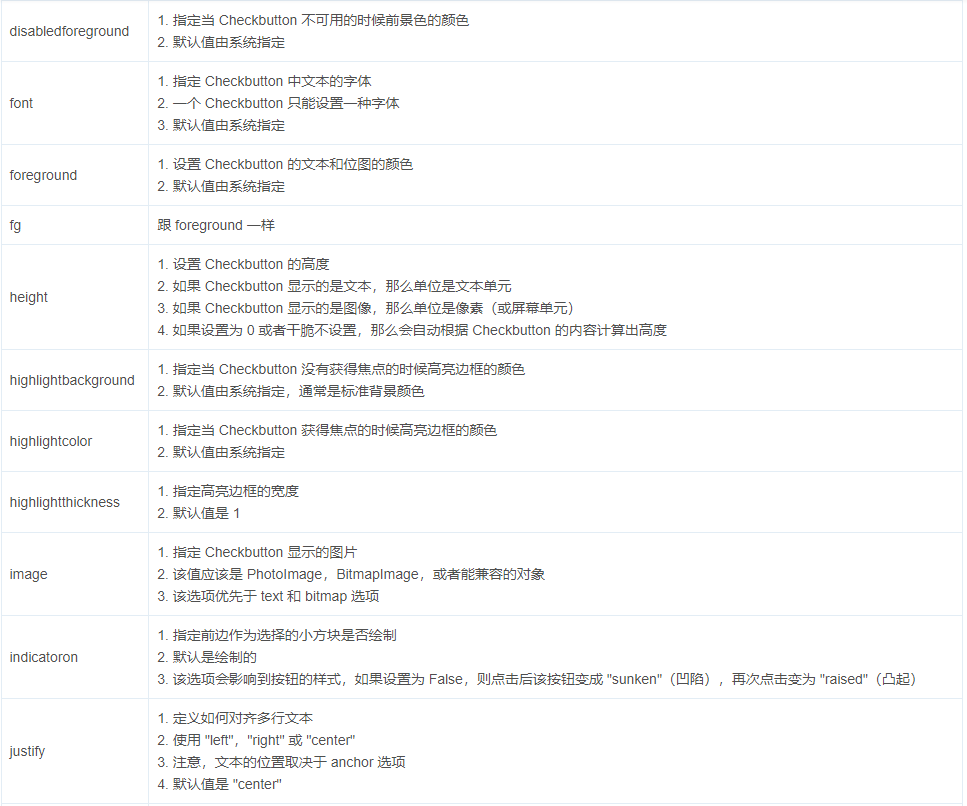 disabledforeground
1. 指定当 Checkbutton 不可用的时候前景色的颜色
2. 默认值由系统指定
font
1. 指定 Checkbutton 中文本的字体
2. 一个 Checkbutton 只能设置一种字体
3. 默认值由系统指定
foreground
1. 设置 Checkbutton 的文本和位图的颜色
2. 默认值由系统指定
fg
跟 foreground 一样
height
1. 设置 Checkbutton 的高度
2. 如果 Checkbutton 显示的是文本，那么单位是文本单元
3. 如果 Checkbutton 显示的是图像，那么单位是像素（或屏幕单元）
4. 如果设置为 0 或者干脆不设置，那么会自动根据 Checkbutton 的内容计算出高度
highlightbackground
1. 指定当 Checkbutton 没有获得焦点的时候高亮边框的颜色
2. 默认值由系统指定，通常是标准背景颜色
highlightcolor
1. 指定当 Checkbutton 获得焦点的时候高亮边框的颜色
2. 默认值由系统指定
highlightthickness
1. 指定高亮边框的宽度
2. 默认值是 1
image
1. 指定 Checkbutton 显示的图片
2. 该值应该是 PhotoImage，BitmapImage，或者能兼容的对象
3. 该选项优先于 text 和 bitmap 选项
indicatoron
1. 指定前边作为选择的小方块是否绘制
2. 默认是绘制的
3. 该选项会影响到按钮的样式，如果设置为 False，则点击后该按钮变成 "sunken"（凹陷），再次点击变为 "raised"（凸起）
justify
1. 定义如何对齐多行文本
2. 使用 "left"，"right" 或 "center"
3. 注意，文本的位置取决于 anchor 选项
4. 默认值是 "center"